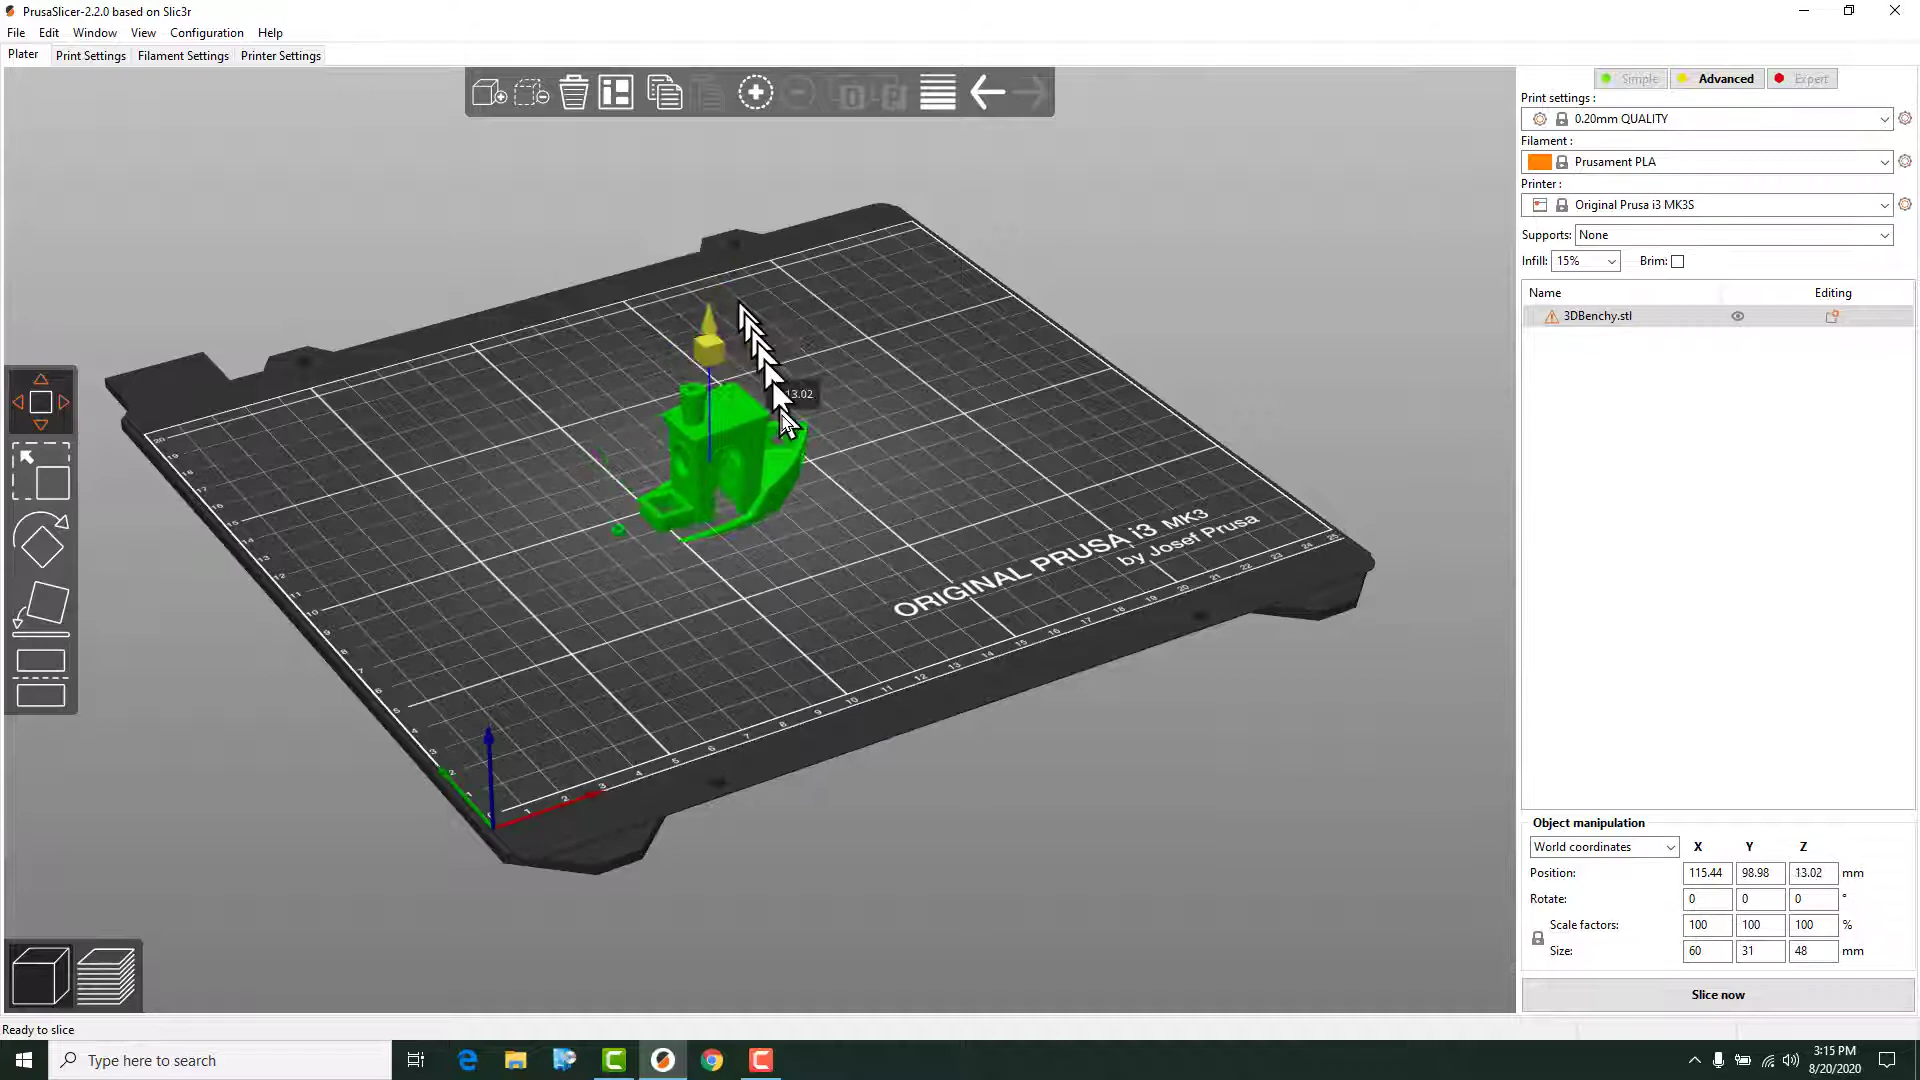 PrusaSlicer-2.2.0 based on Slic3r
File Edit Window View Configuration Help
Plater Print Settings Filament Settings Printer Settings
Simple Advanced Expert
Print settings :
0.20mm QUALITY
Filament :
Prusament PLA
Printer :
Original Prusa i3 MK3S
Supports: None
Infill: 15% Brim:
Name Editing
3DBenchy.stl
13.02
ORIGINAL PRUSA i3 MK3
by Josef Prusa
Object manipulation
World coordinates X Y Z
Position: 115.44 98.98 13.02 mm
Rotate: 0 0 0 °
Scale factors: 100 100 100 %
Size: 60 31 48 mm
Slice now
Ready to slice
Type here to search
3:15 PM
8/20/2020